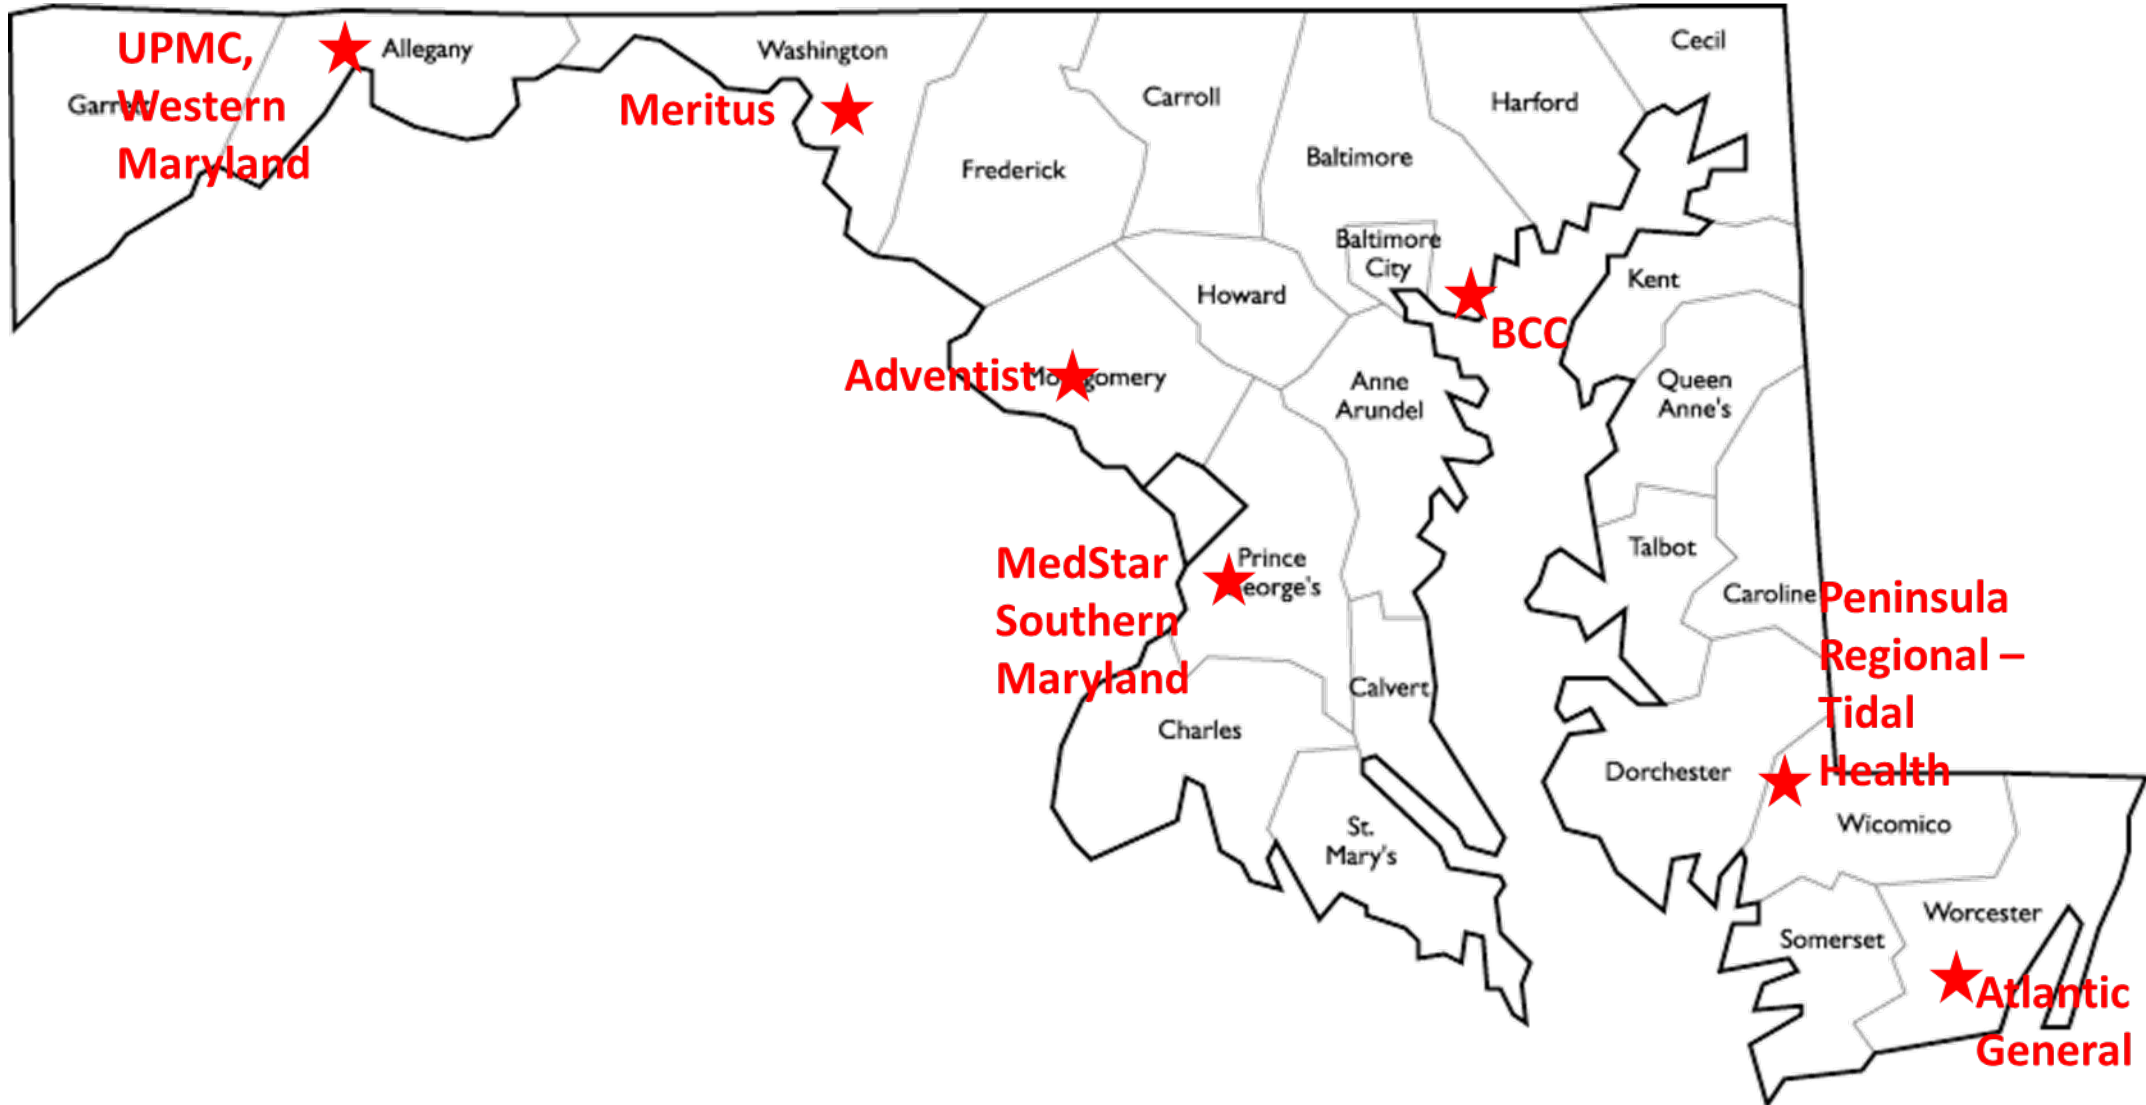 UPMC,
Western
Maryland
Garrett
Allegany
Washington
Meritus
Frederick
Carroll
Baltimore
Harford
Cecil
Baltimore
City
BCC
Howard
Kent
Adventist
Montgomery
Anne
Arundel
Queen
Anne's
MedStar
Southern
Maryland
Prince
George's
Talbot
Caroline
Peninsula
Regional –
Tidal
Health
Calvert
Charles
St.
Mary's
Dorchester
Wicomico
Worcester
Somerset
Atlantic
General